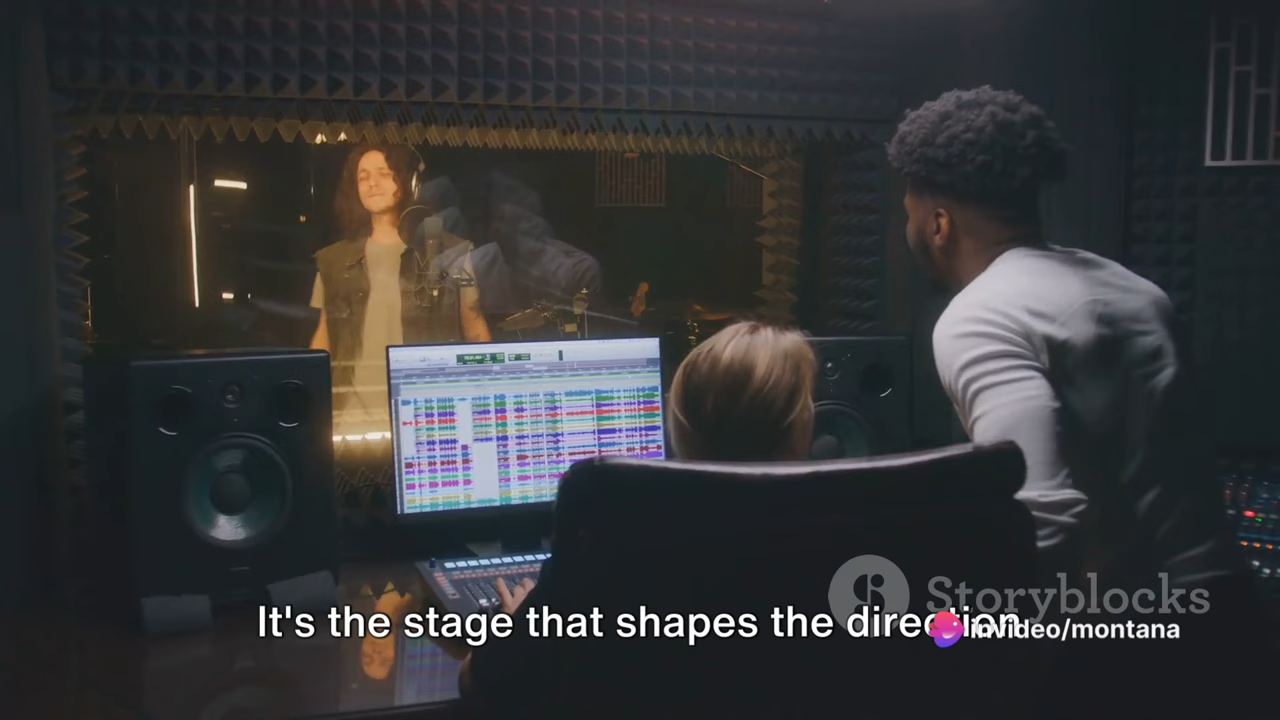 It's the stage that shapes the direction
Storyblocks
invideo/montana